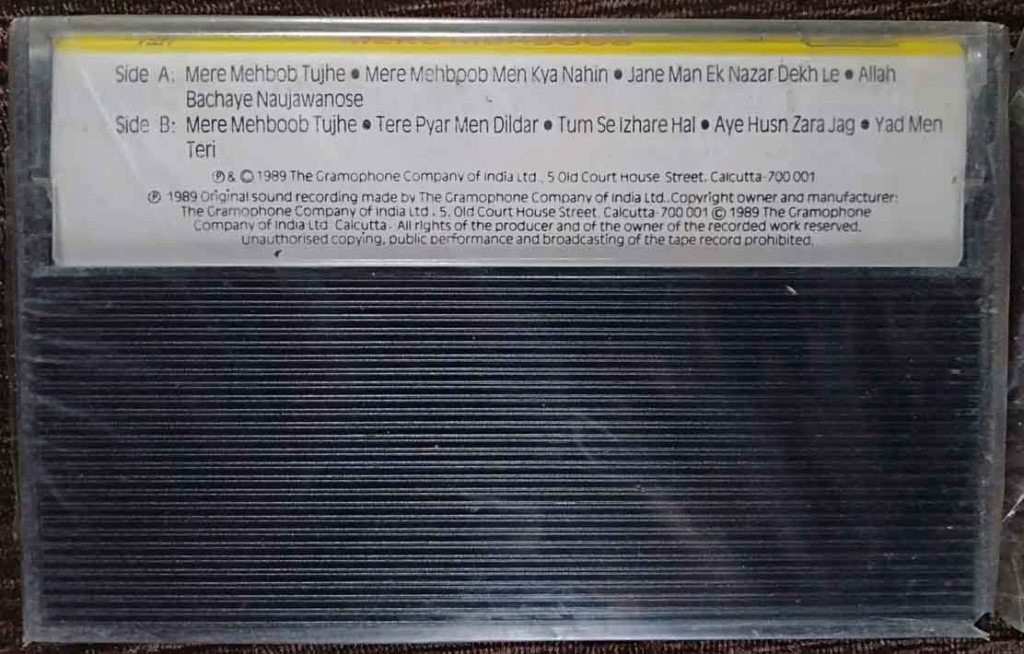 Side A: Mere Mehbob Tujhe • Mere Mehboob Men Kya Nahin • Jane Man Ek Nazar Dekh Le • Allah
Bachaye Naujawanose
Side B: Mere Mehboob Tujhe • Tere Pyar Men Dildar • Tum Se Izhare Hal • Aye Husn Zara Jag • Yad Men
Teri
℗ & © 1989 The Gramophone Company of India Ltd., 5 Old Court House Street. Calcutta-700 001
℗ 1989 Original sound recording made by The Gramophone Company of India Ltd..Copyright owner and manufacturer:
The Gramophone Company of India Ltd. 5, Old Court House Street. Calcutta-700 001 © 1989 The Gramophone
Company of India Ltd. Calcutta. All rights of the producer and of the owner of the recorded work reserved.
Unauthorised copying, public performance and broadcasting of the tape record prohibited.